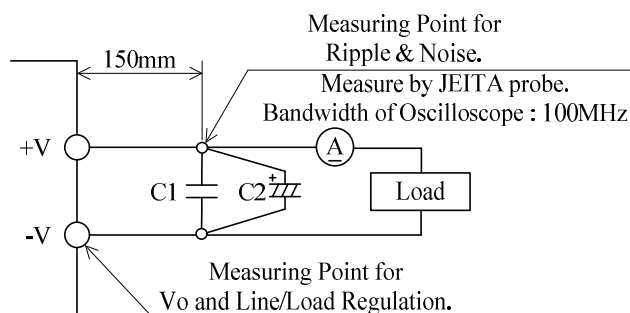 Measuring Point for
Ripple & Noise.
150mm
Measure by JEITA probe.
Bandwidth of Oscilloscope : 100MHz
+V
A
+
C1
C2
Load
-V
Measuring Point for
Vo and Line/Load Regulation.